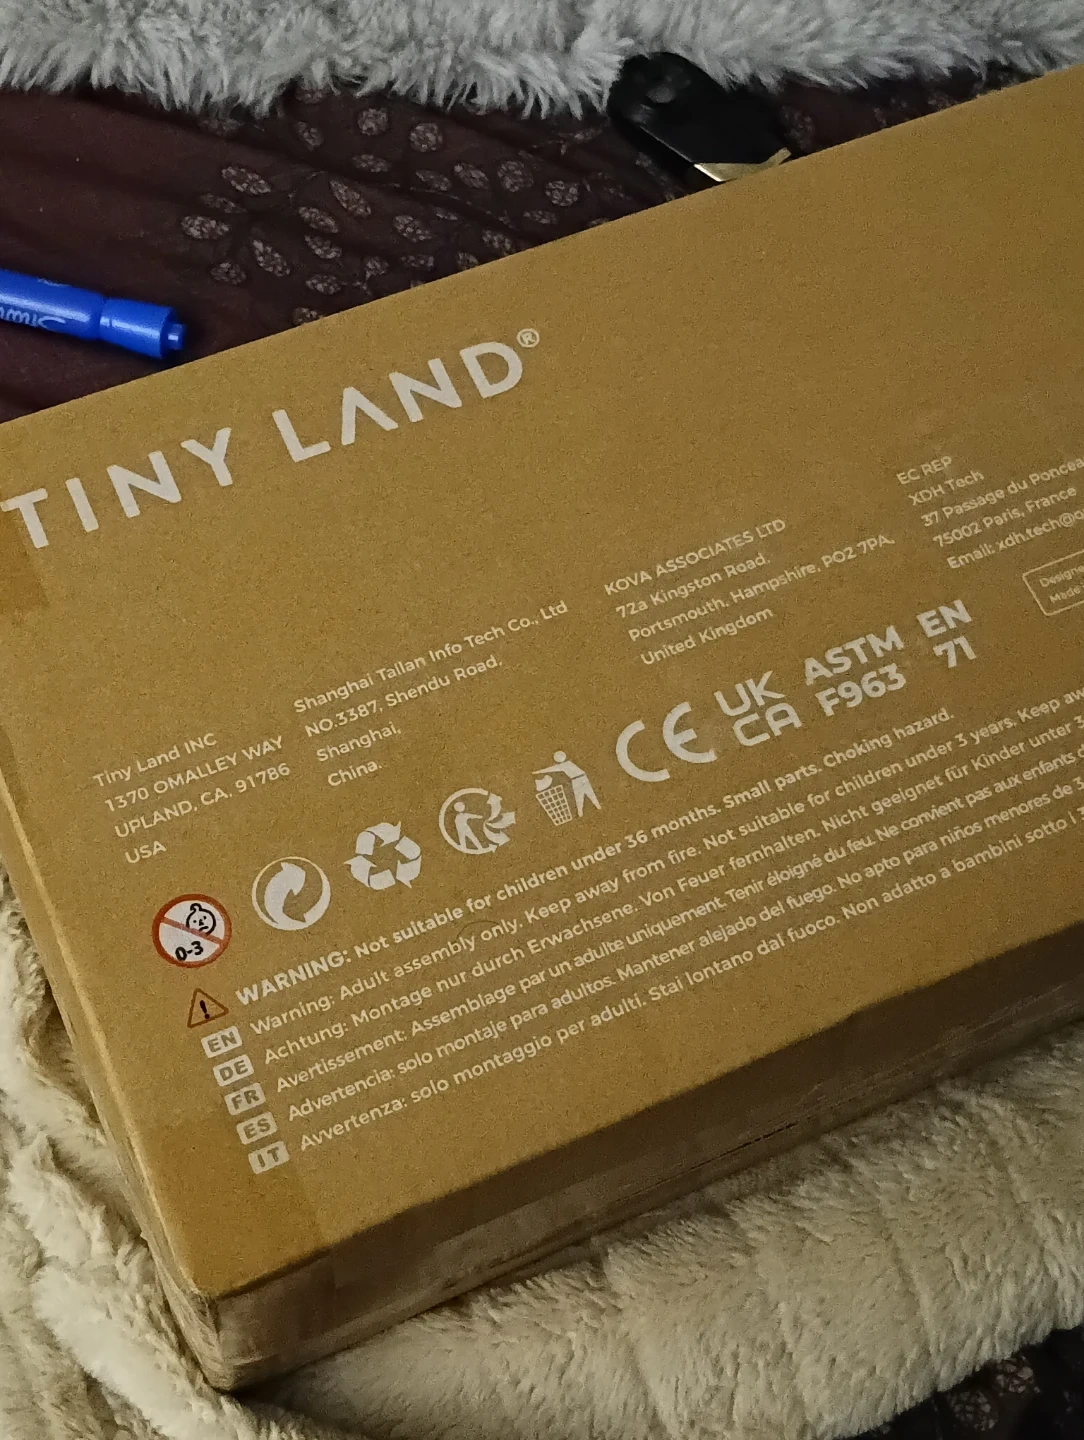 TINY LAND®
Tiny Land INC
1370 OMALLEY WAY
UPLAND, CA, 91786
USA
Shanghai Tailan Info Tech Co., Ltd
NO.3387, Shendu Road,
Shanghai,
China.
KOVA ASSOCIATES LTD
72a Kingston Road,
Portsmouth, Hampshire, PO2 7PA,
United Kingdom
EC REP
XDH Tech
37 Passage du
75002 Paris, France
Email:
Designe
Made
0-3
CE
UK
CA
ASTM
F963
EN
71
WARNING: Not suitable for children under 36 months. Small parts. Choking hazard.
EN Warning: Adult assembly only. Keep away from fire. Not suitable for children under 3 years. Keep
DE Achtung: Montage nur durch Erwachsene. Von Feuer fernhalten. Nicht geeignet für Kinder unter
FR Avertissement: Assemblage par un adulte uniquement. Tenir éloigné du feu. Ne convient pas aux enfants
ES Advertencia: solo montaje para adultos. Mantener alejado del fuego. No apto para niños menores de 3
IT Avvertenza: solo montaggio per adulti. Stai lontano dal fuoco. Non adatto a bambini sotto i